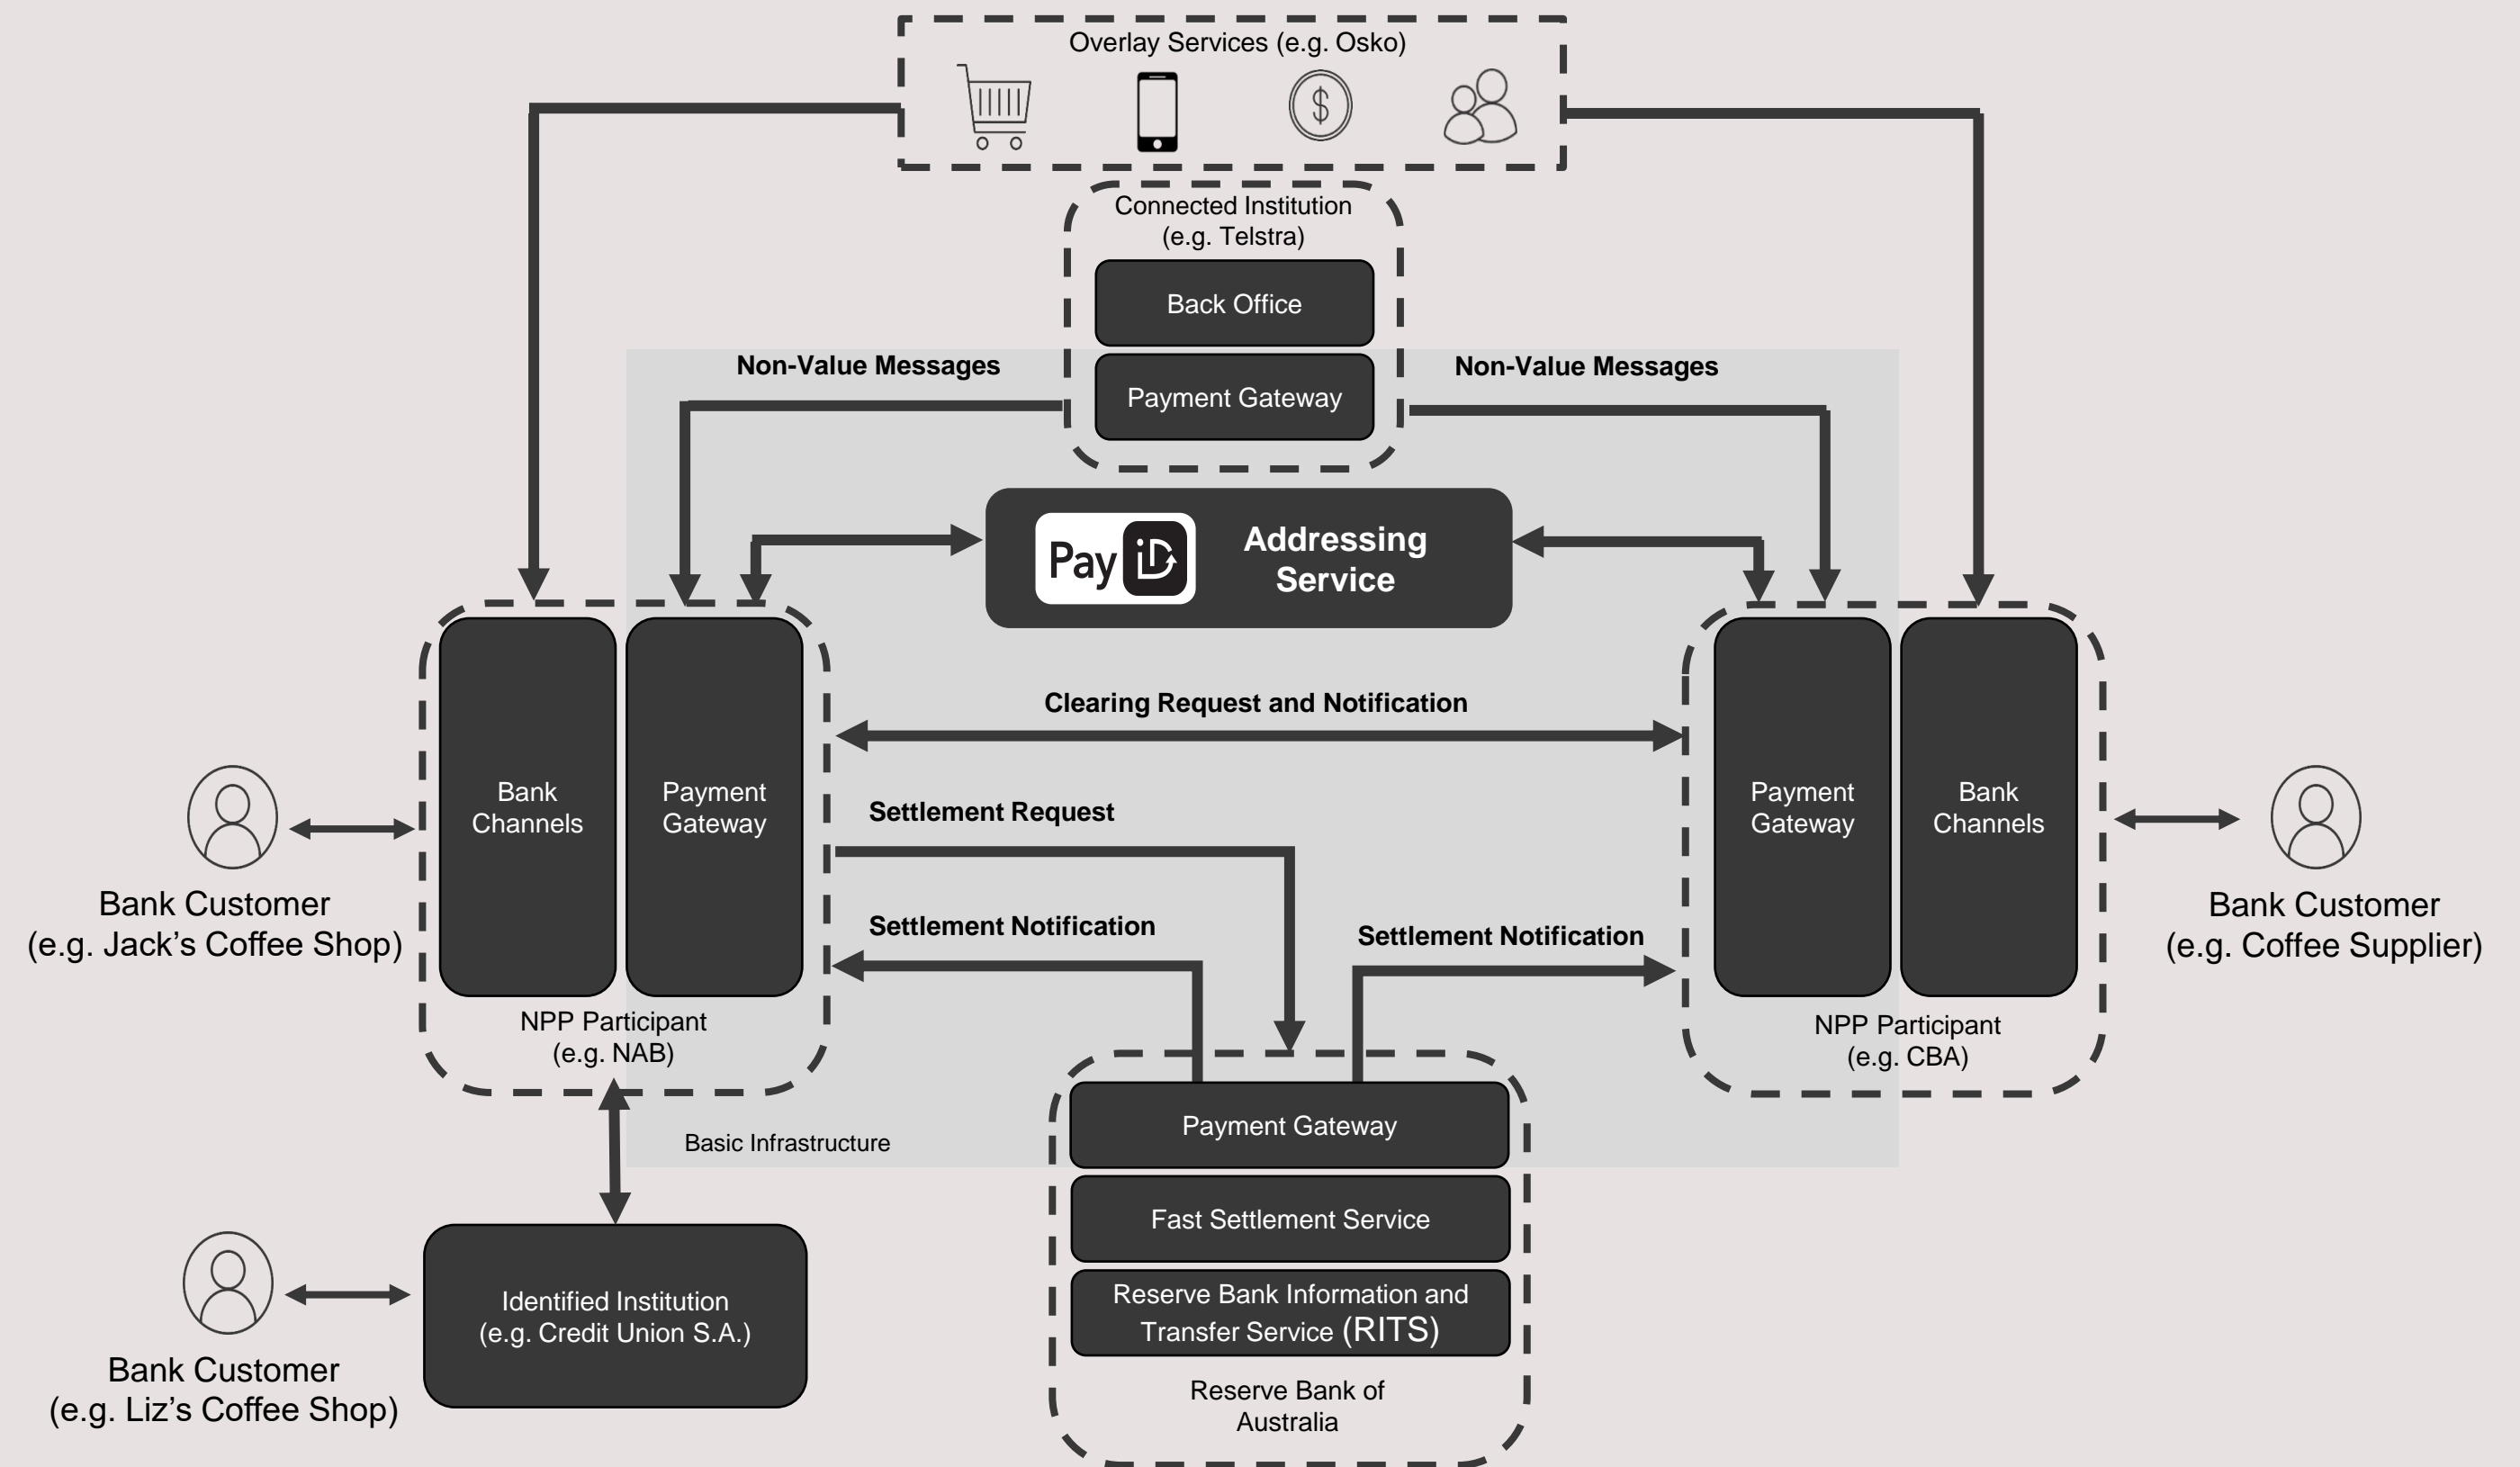 Overlay Services (e.g. Osko)
Connected Institution
(e.g. Telstra)
Back Office
Payment Gateway
Non-Value Messages
Non-Value Messages
Pay iD
Addressing
Service
Clearing Request and Notification
Bank
Channels
Payment
Gateway
Payment
Gateway
Bank
Channels
Settlement Request
Settlement Notification
Settlement Notification
Bank Customer
(e.g. Jack’s Coffee Shop)
Bank Customer
(e.g. Coffee Supplier)
NPP Participant
(e.g. NAB)
NPP Participant
(e.g. CBA)
Basic Infrastructure
Payment Gateway
Fast Settlement Service
Reserve Bank Information and
Transfer Service (RITS)
Reserve Bank of
Australia
Identified Institution
(e.g. Credit Union S.A.)
Bank Customer
(e.g. Liz’s Coffee Shop)